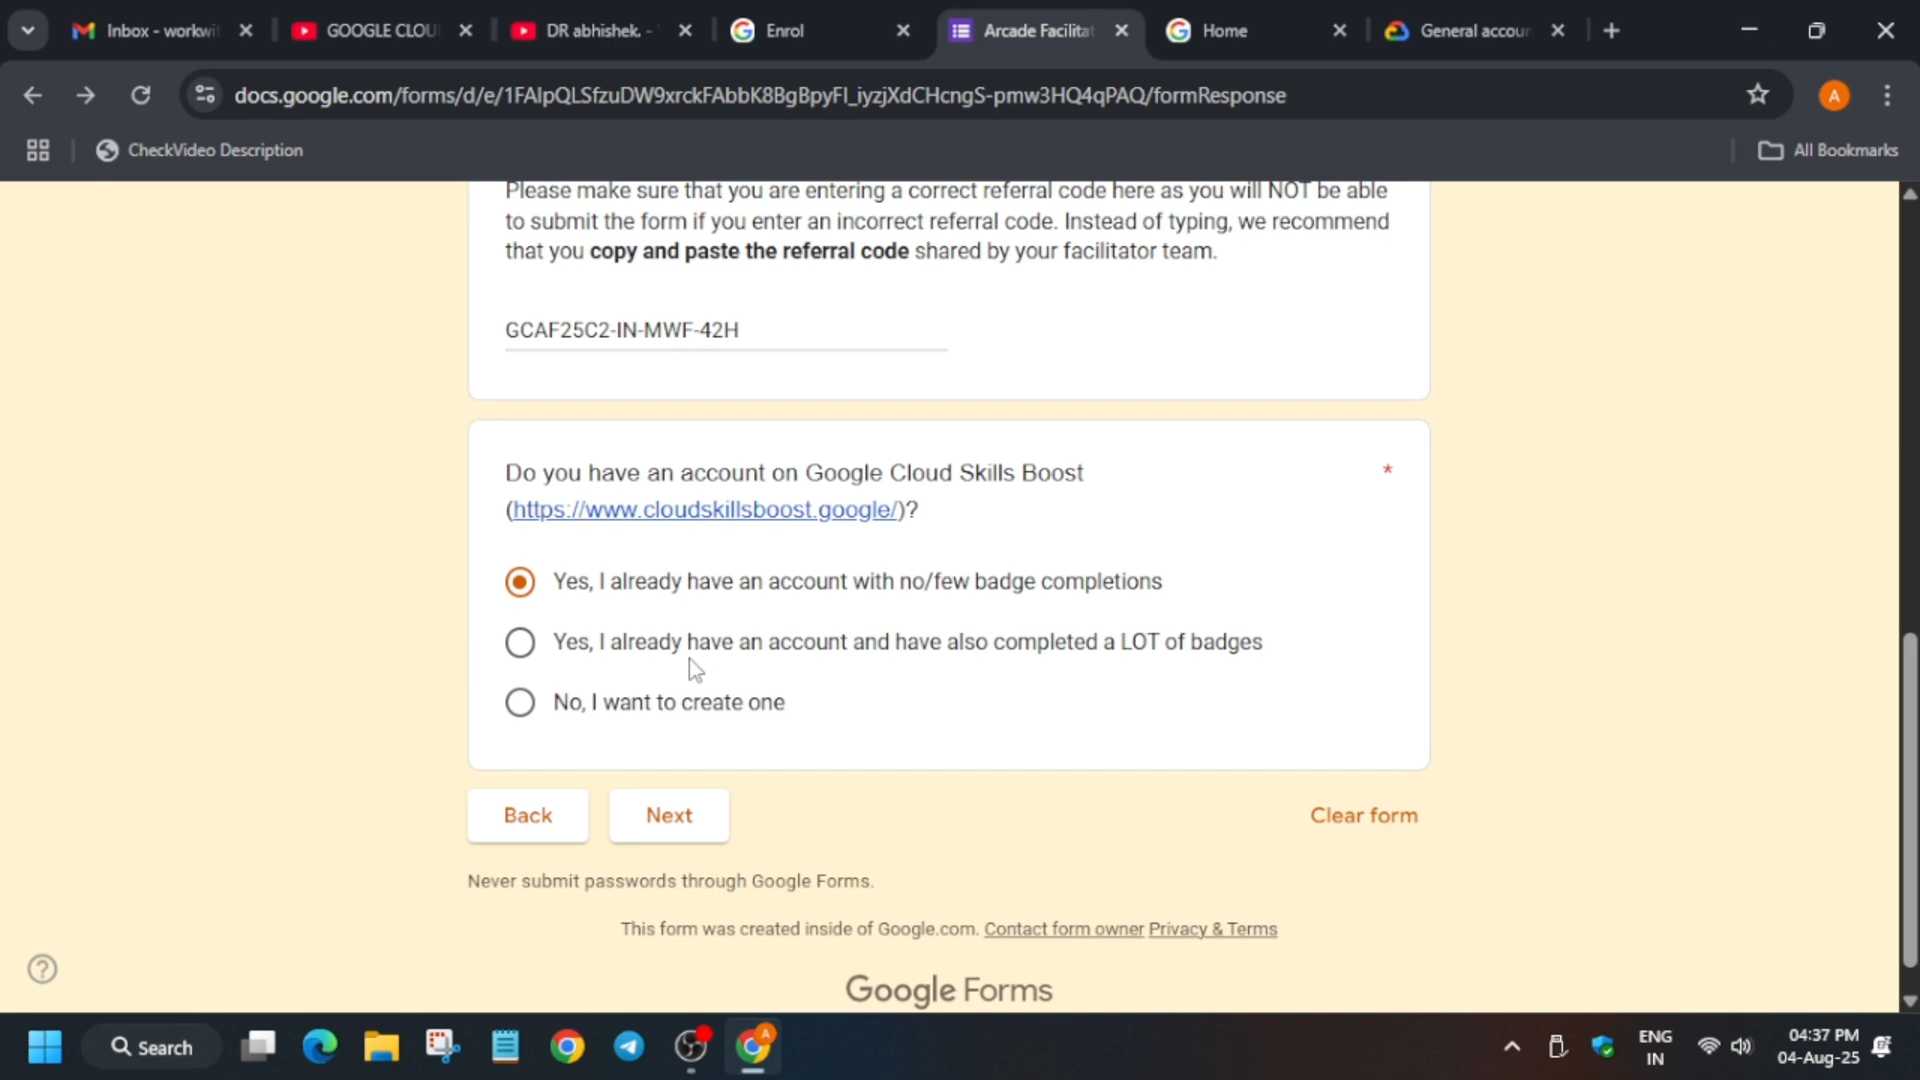 Inbox - workwit
GOOGLE CLOU
DR abhishek. -
Enrol
Arcade Facilitat
Home
General accoun
docs.google.com/forms/d/e/1FAIpQLSfzuDW9xrckFAbbK8BgBpyFI_iyzjXdCHcngS-pmw3HQ4qPAQ/formResponse
A
CheckVideo Description
All Bookmarks
Please make sure that you are entering a correct referral code here as you will NOT be able
to submit the form if you enter an incorrect referral code. Instead of typing, we recommend
that you copy and paste the referral code shared by your facilitator team.
GCAF25C2-IN-MWF-42H
Do you have an account on Google Cloud Skills Boost *
(https://www.cloudskillsboost.google/)?
Yes, I already have an account with no/few badge completions
Yes, I already have an account and have also completed a LOT of badges
No, I want to create one
Back
Next
Clear form
Never submit passwords through Google Forms.
This form was created inside of Google.com. Contact form owner Privacy & Terms
Google Forms
Search
A
ENG
IN
04:37 PM
04-Aug-25